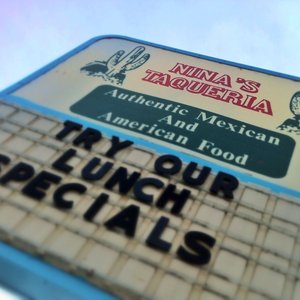 NINA'S
TAQUERIA
Authentic Mexican
And
American Food
TRY OUR
LUNCH
SPECIALS